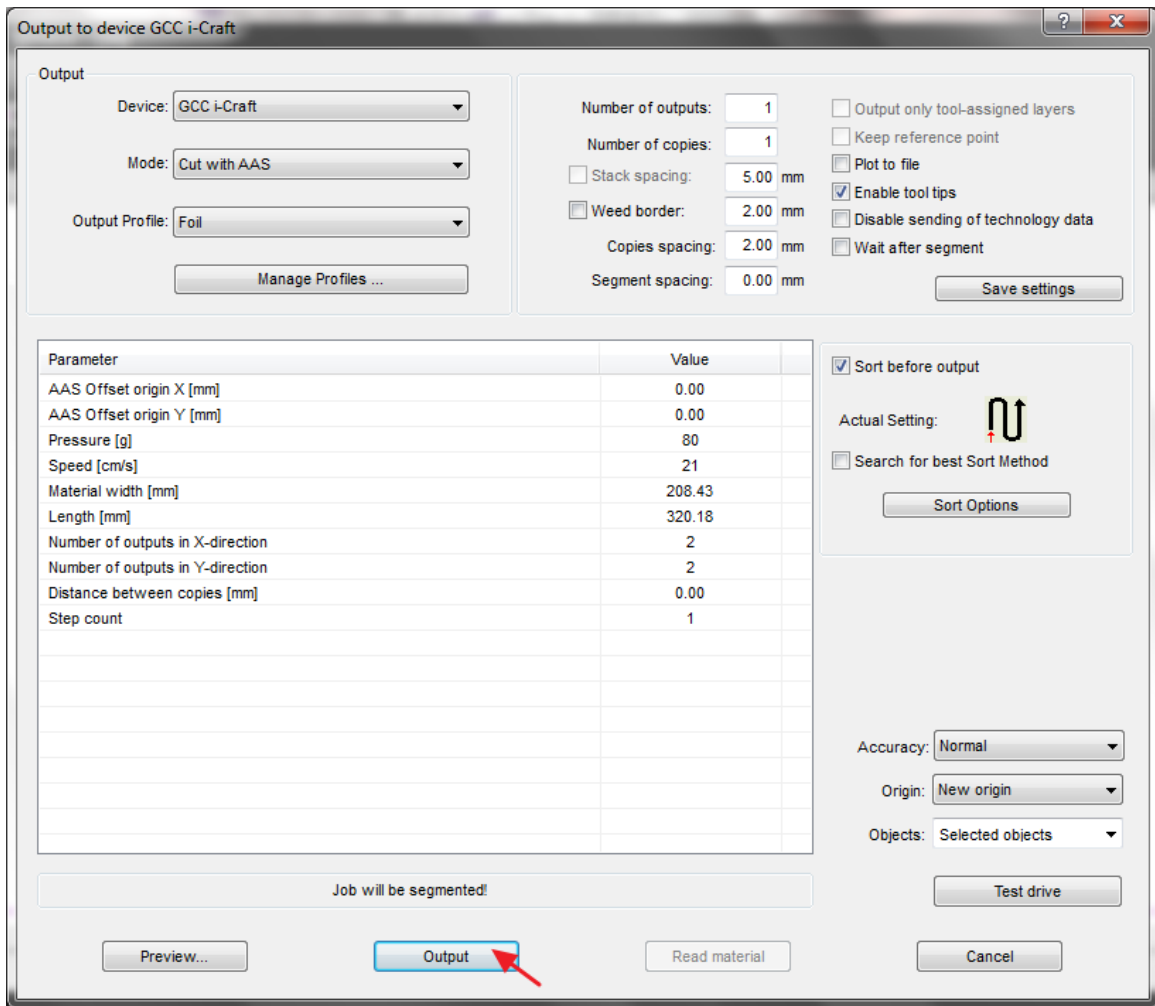 Output to device GCC i-Craft
Output
Device: GCC i-Craft
Mode: Cut with AAS
Output Profile: Foil
Manage Profiles ...
Number of outputs: 1
Number of copies: 1
Stack spacing: 5.00 mm
Weed border: 2.00 mm
Copies spacing: 2.00 mm
Segment spacing: 0.00 mm
Output only tool-assigned layers
Keep reference point
Plot to file
Enable tool tips
Disable sending of technology data
Wait after segment
Save settings
Parameter Value
AAS Offset origin X [mm] 0.00
AAS Offset origin Y [mm] 0.00
Pressure [g] 80
Speed [cm/s] 21
Material width [mm] 208.43
Length [mm] 320.18
Number of outputs in X-direction 2
Number of outputs in Y-direction 2
Distance between copies [mm] 0.00
Step count 1
Sort before output
Actual Setting:
Search for best Sort Method
Sort Options
Accuracy: Normal
Origin: New origin
Objects: Selected objects
Job will be segmented!
Test drive
Preview...
Output
Read material
Cancel